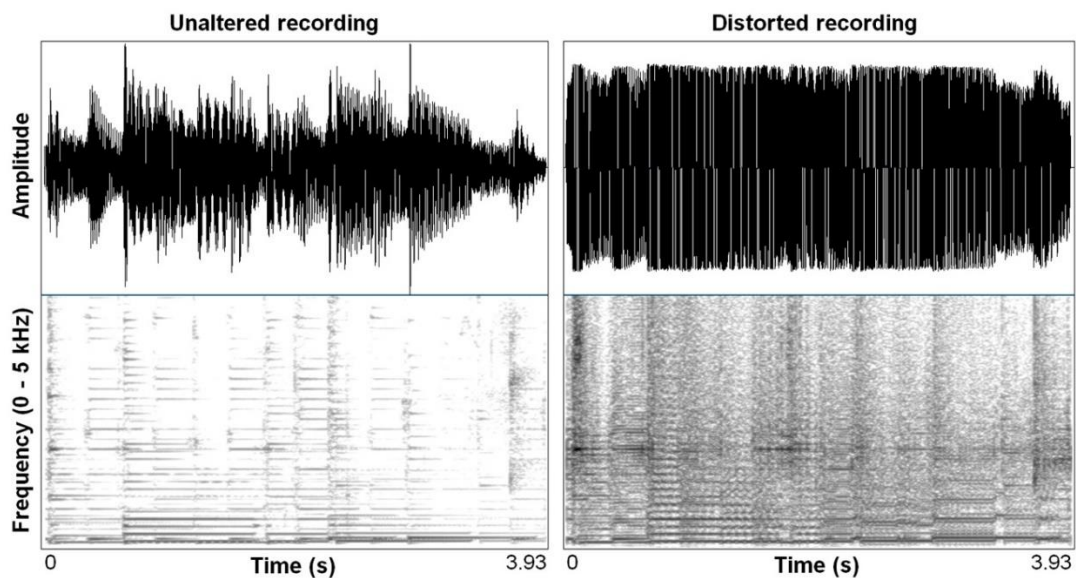 Unaltered recording
Distorted recording
Amplitude
Frequency (0 - 5 kHz)
0
Time (s)
3.93
0
Time (s)
3.93